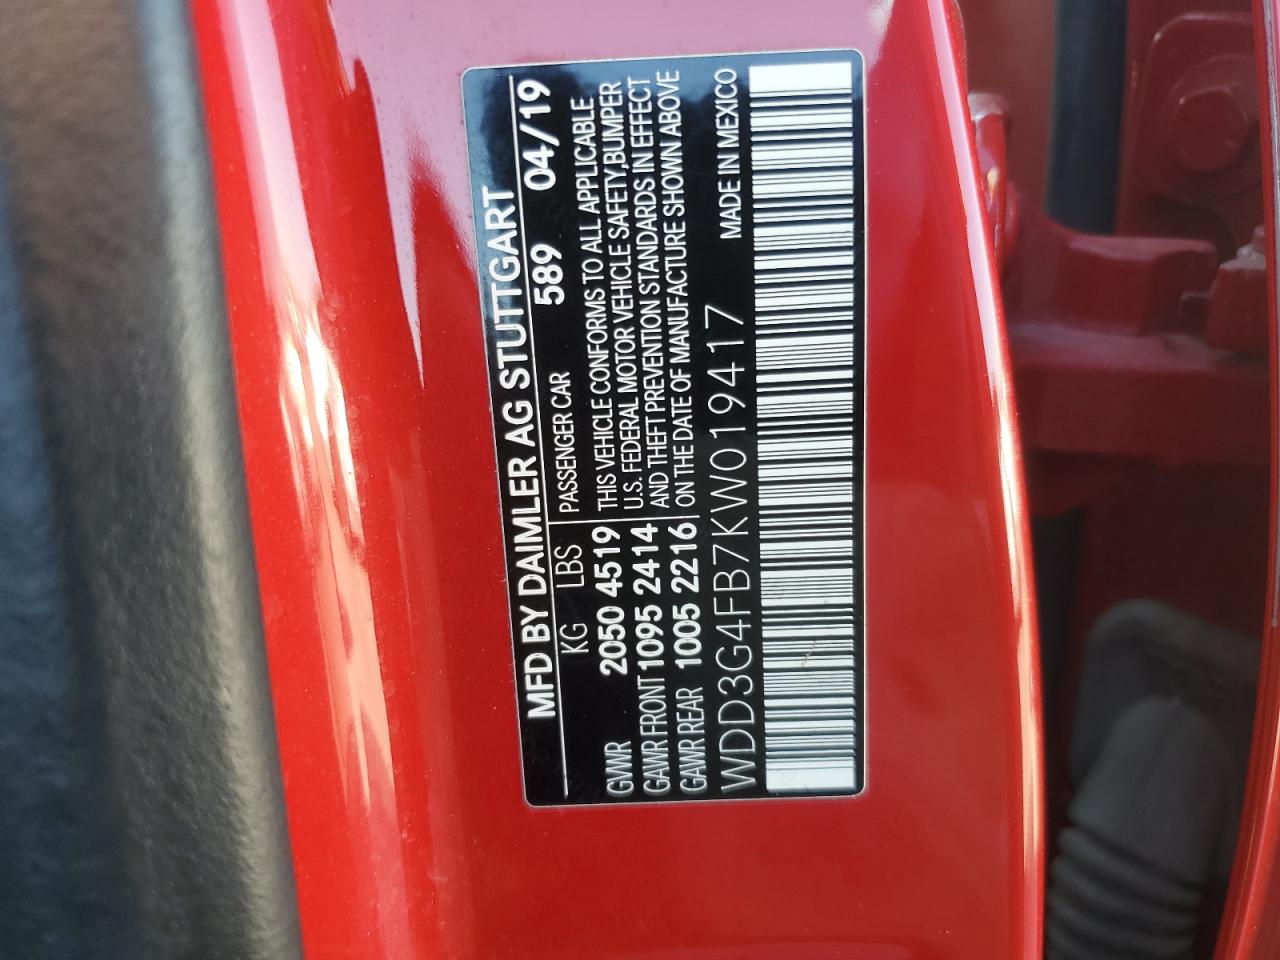 MFD BY DAIMLER AG STUTTGART
KG LBS PASSENGER CAR 589 04/19
GVWR 2050 4519 THIS VEHICLE CONFORMS TO ALL APPLICABLE
GAWR FRONT 1095 2414 U.S. FEDERAL MOTOR VEHICLE SAFETY,BUMPER
AND THEFT PREVENTION STANDARDS IN EFFECT
GAWR REAR 1005 2216 ON THE DATE OF MANUFACTURE SHOWN ABOVE
WDD3G4FB7KW019417 MADE IN MEXICO